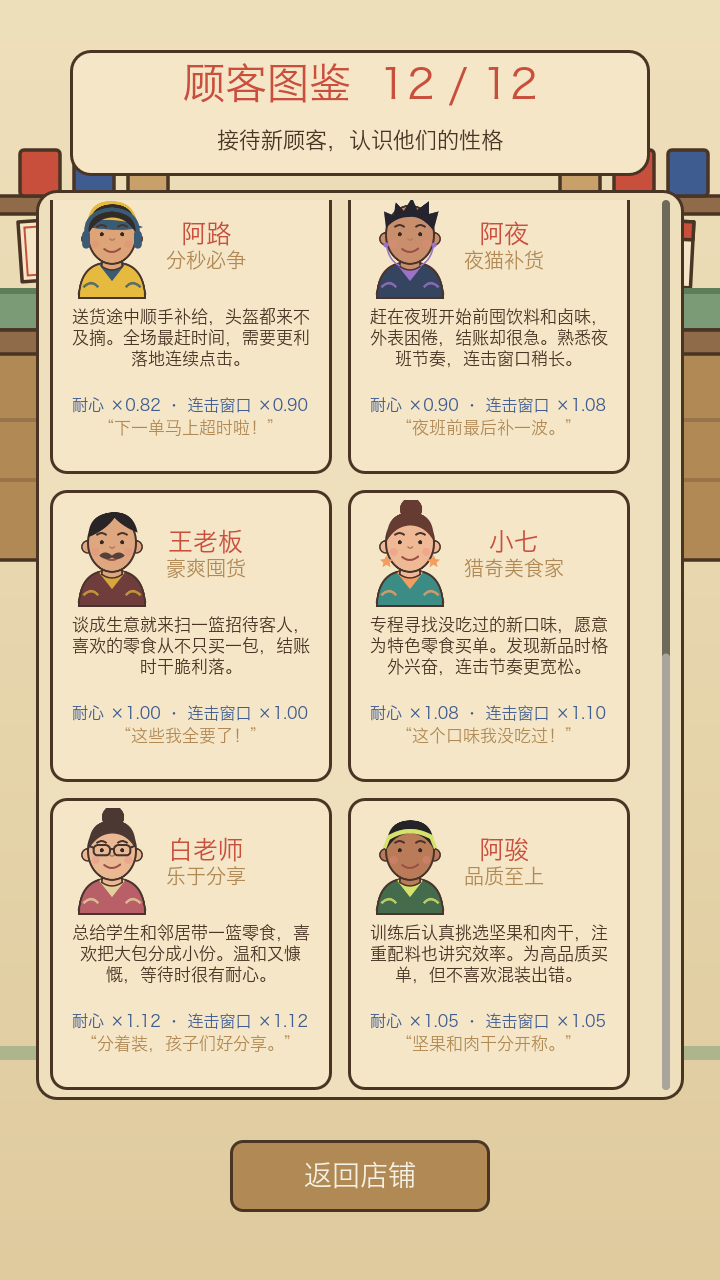 顾客图鉴 12 / 12
接待新顾客，认识他们的性格
阿路
分秒必争
送货途中顺手补给，头盔都来不
及摘。全场最赶时间，需要更利
落地连续点击。
耐心 ×0.82 · 连击窗口 ×0.90
“下一单马上超时啦！”
阿夜
夜猫补货
赶在夜班开始前囤饮料和卤味，
外表困倦，结账却很急。熟悉夜
班节奏，连击窗口稍长。
耐心 ×0.90 · 连击窗口 ×1.08
“夜班前最后补一波。”
王老板
豪爽囤货
谈成生意就来扫一篮招待客人，
喜欢的零食从不只买一包，结账
时干脆利落。
耐心 ×1.00 · 连击窗口 ×1.00
“这些我全要了！”
小七
猎奇美食家
专程寻找没吃过的新口味，愿意
为特色零食买单。发现新品时格
外兴奋，连击节奏更宽松。
耐心 ×1.08 · 连击窗口 ×1.10
“这个口味我没吃过！”
白老师
乐于分享
总给学生和邻居带一篮零食，喜
欢把大包分成小份。温和又慷
慨，等待时很有耐心。
耐心 ×1.12 · 连击窗口 ×1.12
“分着装，孩子们好分享。”
阿骏
品质至上
训练后认真挑选坚果和肉干，注
重配料也讲究效率。为高品质买
单，但不喜欢混装出错。
耐心 ×1.05 · 连击窗口 ×1.05
“坚果和肉干分开称。”
返回店铺